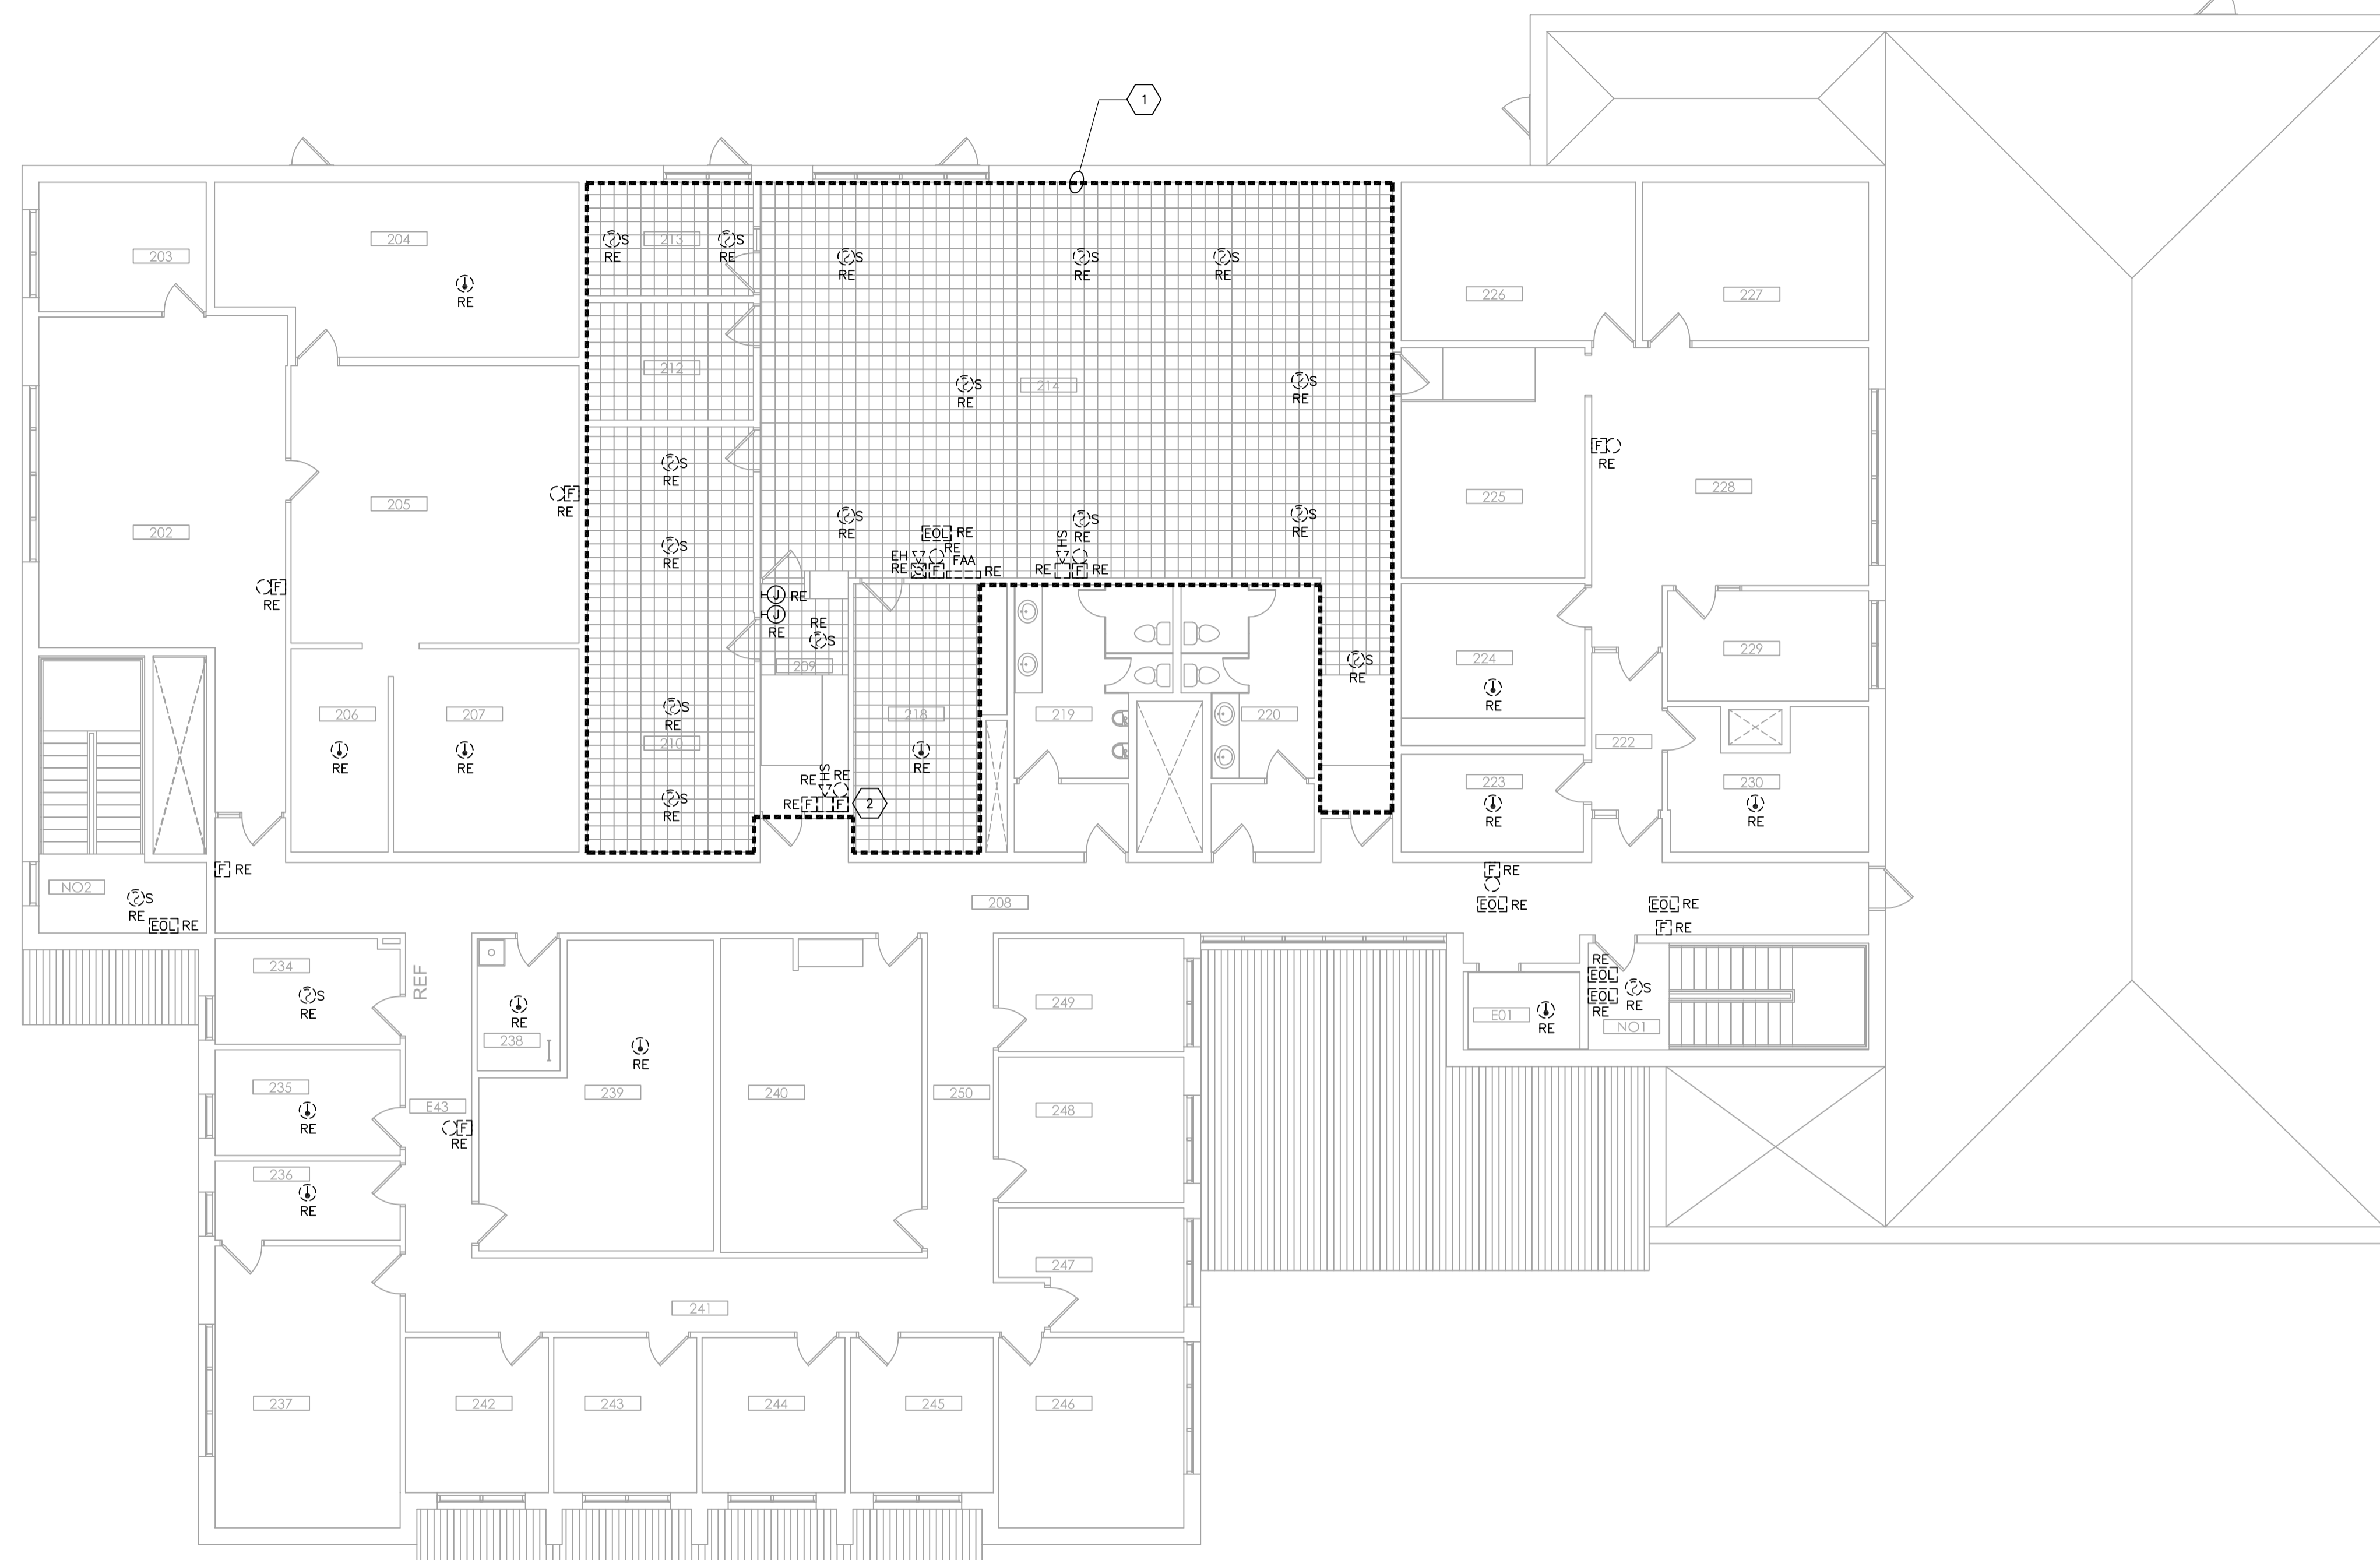 1
203
204
RE
S
RE
213
S
RE
S
RE
S
RE
S
RE
226
227
212
S
RE
214
S
RE
F
RE
S
RE
F
RE
205
225
228
202
S
RE
S
RE
EOL RE
RE
EH
FAA
RE
F
RE
HS
S
RE
RE
F
RE
S
RE
F
RE
J RE
J
RE
RE
S
209
S
RE
224
RE
229
206
207
S
RE
210
218
219
220
222
RE
RE
RE
223
RE
230
RE
S
RE
RE
HS
RE
RE F
F
2
F RE
NO2
S
RE
EOL RE
208
F RE
EOL RE
EOL RE
F RE
234
S
RE
REF
RE
238
249
E01
RE
RE
EOL
EOL
RE
S
RE
NO1
235
RE
E43
F
RE
RE
239
240
250
248
236
RE
247
241
237
242
243
244
245
246